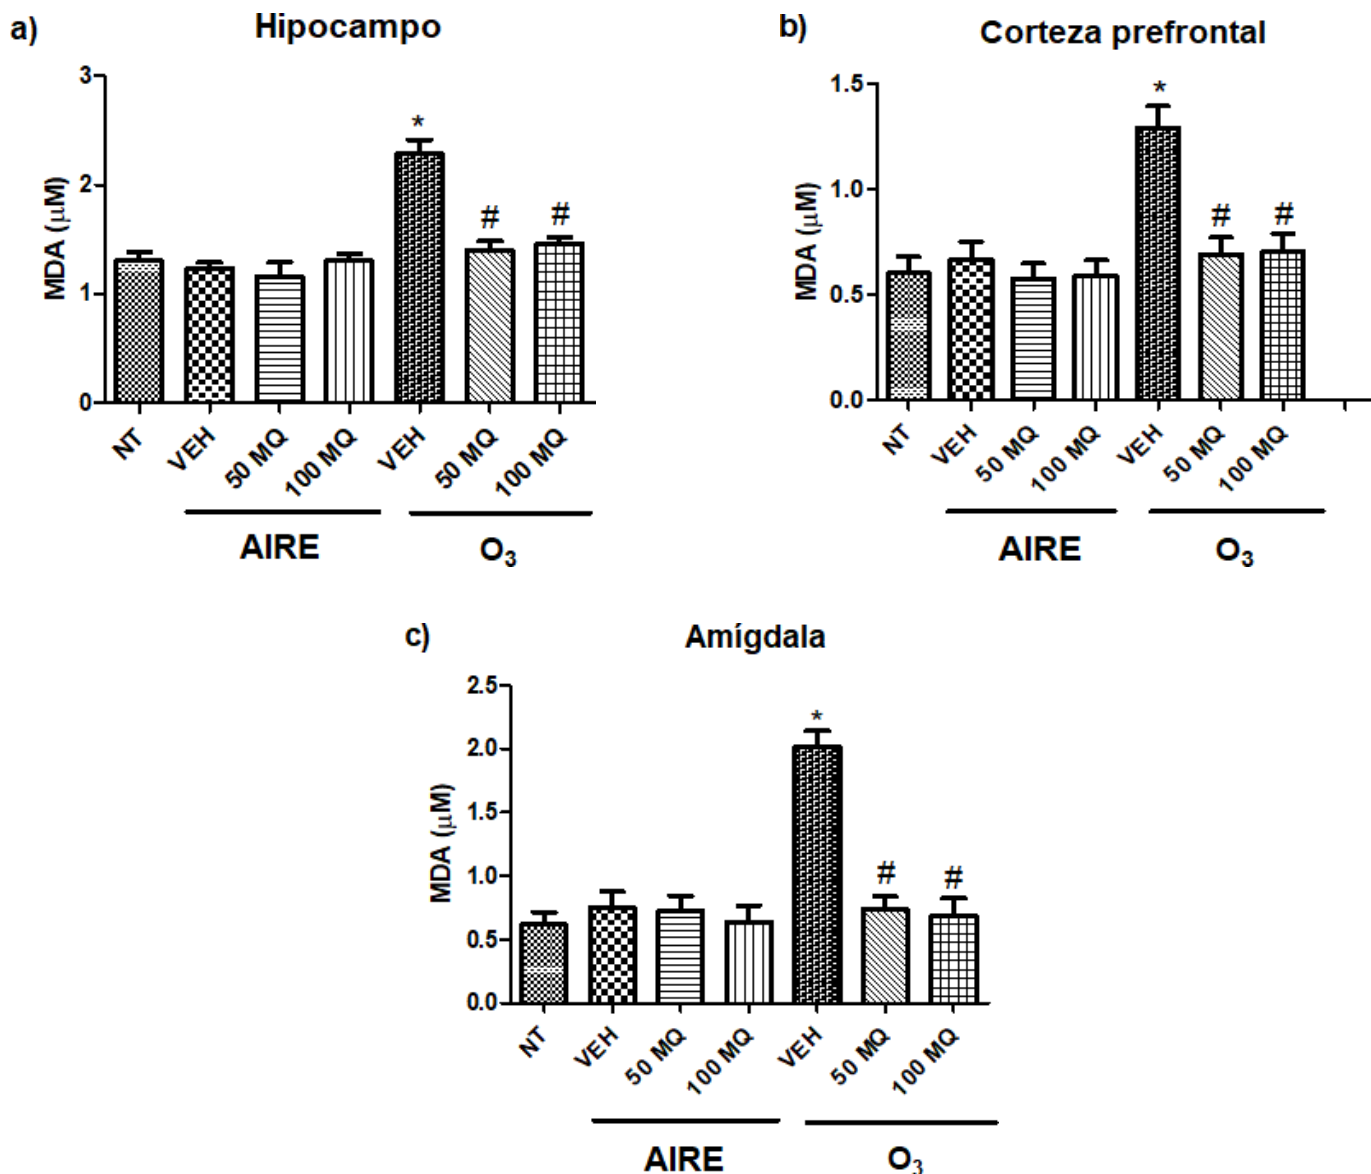 a)
Hipocampo
3
2
1
0
MDA (μM)
*
#
#
NT
VEH
50 MQ
100 MQ
VEH
50 MQ
100 MQ
AIRE
O₃
b)
Corteza prefrontal
1.5
1.0
0.5
0.0
MDA (μM)
*
#
#
NT
VEH
50 MQ
100 MQ
VEH
50 MQ
100 MQ
AIRE
O₃
c)
Amígdala
2.5
2.0
1.5
1.0
0.5
0.0
MDA (μM)
*
#
#
NT
VEH
50 MQ
100 MQ
VEH
50 MQ
100 MQ
AIRE
O₃